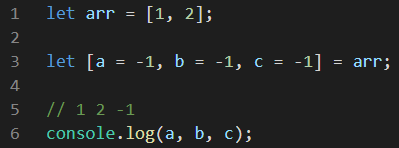 1 let arr = [1, 2];
2
3 let [a = -1, b = -1, c = -1] = arr;
4
5 // 1 2 -1
6 console.log(a, b, c);